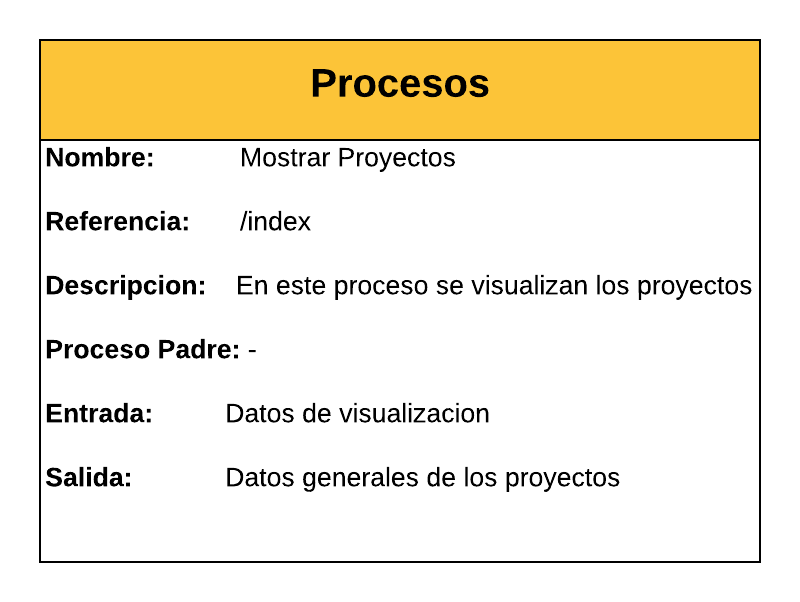 Procesos
Nombre: Mostrar Proyectos
Referencia: /index
Descripcion: En este proceso se visualizan los proyectos
Proceso Padre: -
Entrada: Datos de visualizacion
Salida: Datos generales de los proyectos